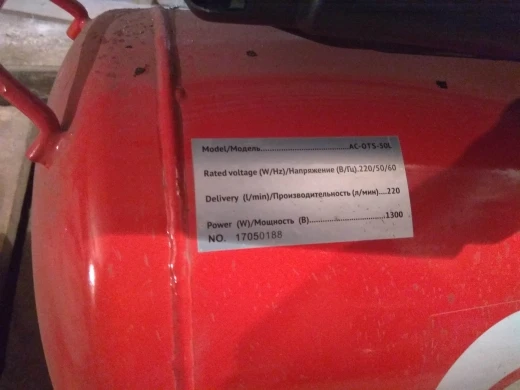 Model/Модель..............................AC-OTS-50L
Rated voltage (W/Hz)/Напряжение (В/Гц).220/50/60
Delivery (l/min)/Производительность (л/мин)....220
Power (W)/Мощность (В)..........................1300
NO. 17050188